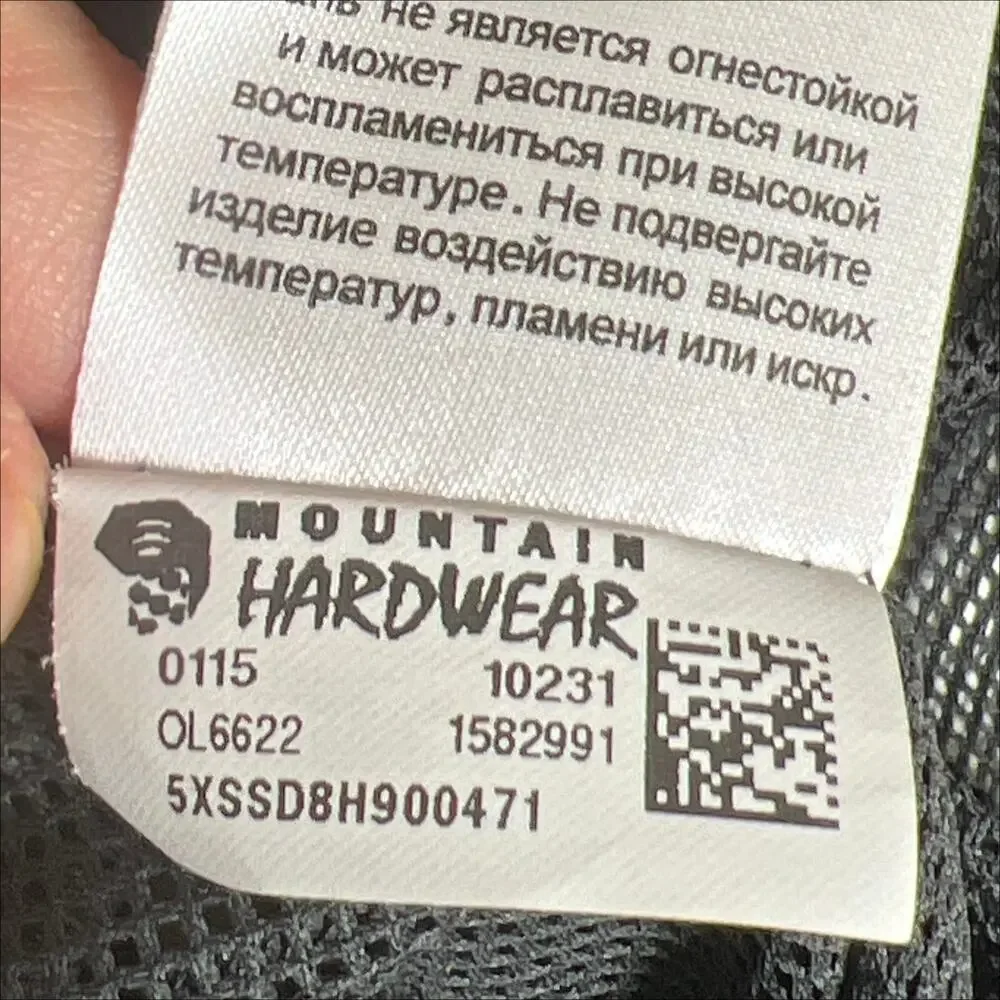 не является огнестойкой
и может расплавиться или
воспламениться при высокой
температуре. Не подвергайте
изделие воздействию высоких
температур, пламени или искр.
MOUNTAIN
HARDWEAR
0115 10231
OL6622 1582991
5XSSD8H900471